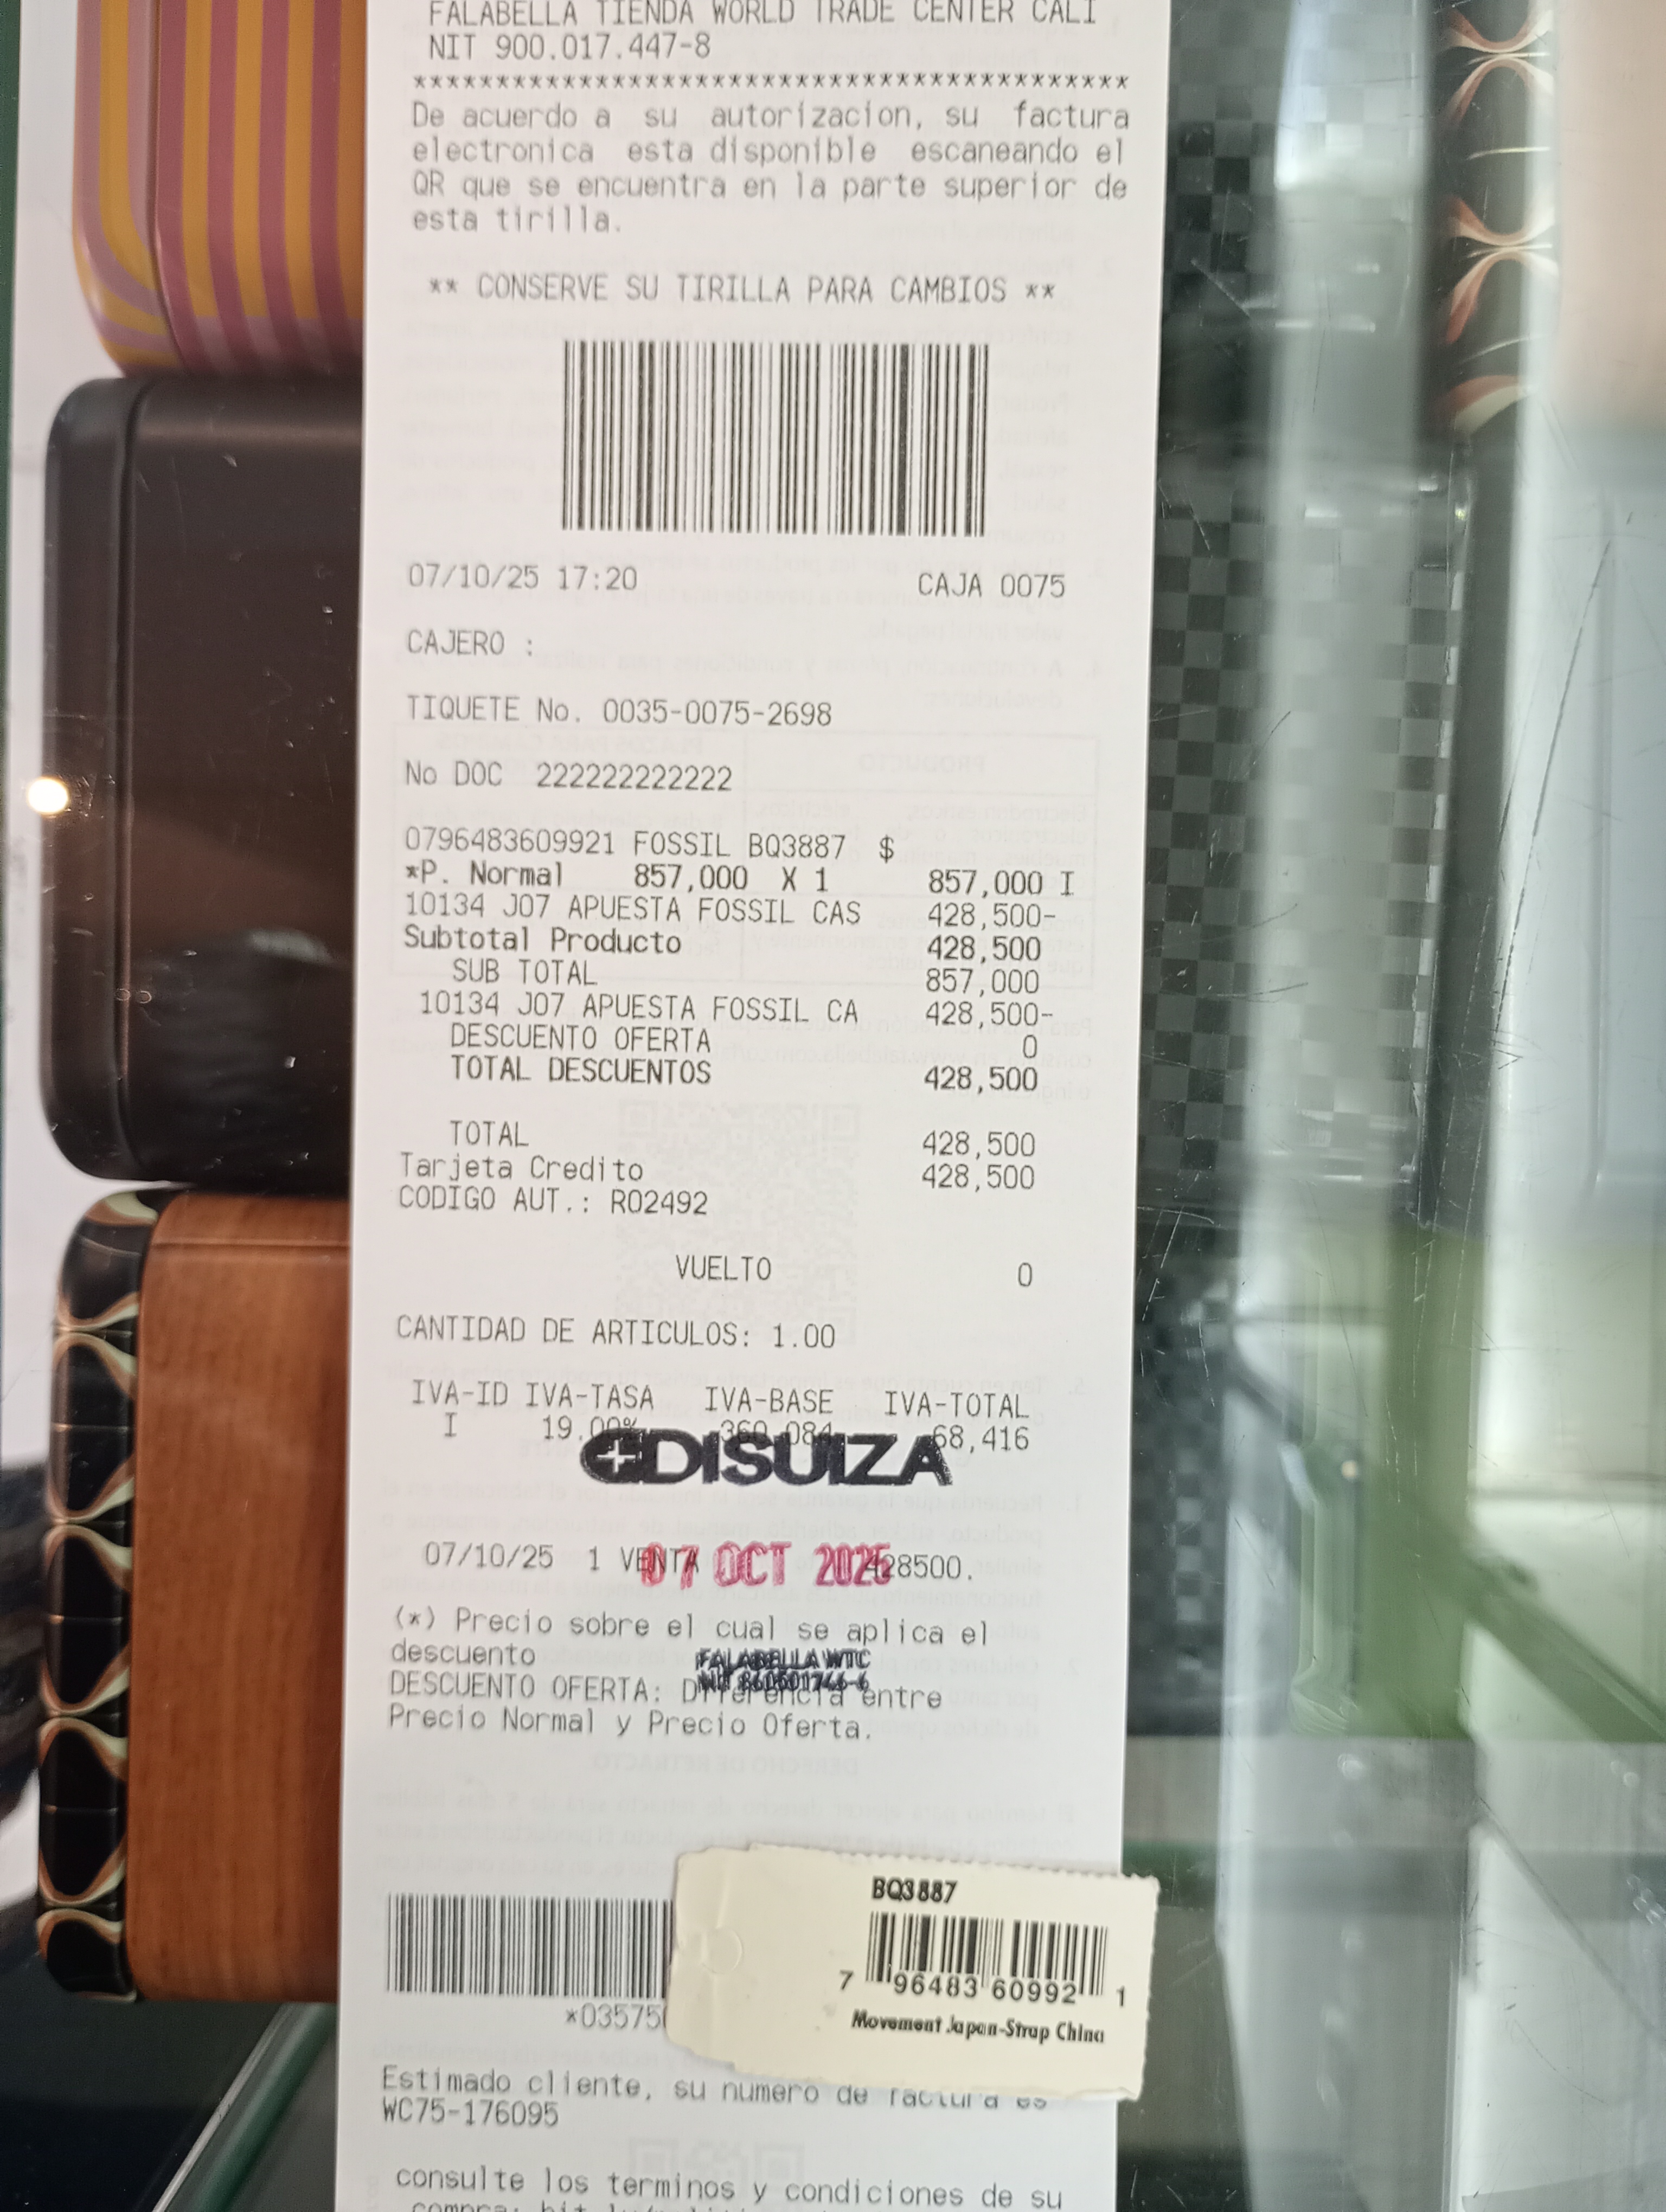 FALABELLA TIENDA WORLD TRADE CENTER CALI
NIT 900.017.447-8
********************************************
De acuerdo a su autorizacion, su factura
electronica esta disponible escaneando el
QR que se encuentra en la parte superior de
esta tirilla.
** CONSERVE SU TIRILLA PARA CAMBIOS **
07/10/25 17:20 CAJA 0075
CAJERO :
TIQUETE No. 0035-0075-2698
No DOC 222222222222
0796483609921 FOSSIL BQ3887 $
*P. Normal 857,000 X 1 857,000 I
10134 J07 APUESTA FOSSIL CAS 428,500-
Subtotal Producto 428,500
SUB TOTAL 857,000
10134 J07 APUESTA FOSSIL CA 428,500-
DESCUENTO OFERTA 0
TOTAL DESCUENTOS 428,500
TOTAL 428,500
Tarjeta Credito 428,500
CODIGO AUT.: R02492
VUELTO 0
CANTIDAD DE ARTICULOS: 1.00
IVA-ID IVA-TASA IVA-BASE IVA-TOTAL
I 19.00% 360,084 68,416
DISUIZA
07/10/25 1 VENTA 428500.
07 OCT 2025
(*) Precio sobre el cual se aplica el
descuento
FALABELLA WTC
DESCUENTO OFERTA: Diferencia entre
Precio Normal y Precio Oferta.
BQ3887
7 96483 60992 1
Movement Japan-Strap China
*03575
Estimado cliente, su numero de factura es
WC75-176095
consulte los terminos y condiciones de su
compra: